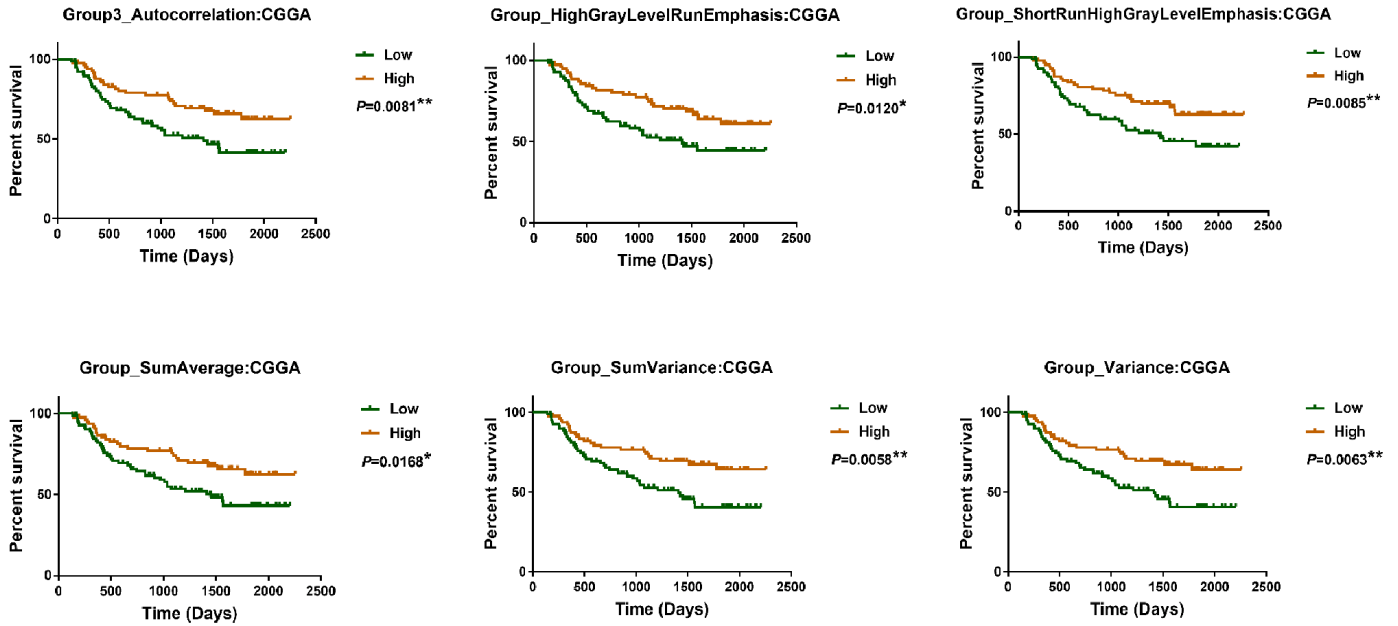 Group3_Autocorrelation:CGGA
Percent survival
100
50
0
0 500 1000 1500 2000 2500
Time (Days)
Low
High
P=0.0081**
Group_HighGrayLevelRunEmphasis:CGGA
Percent survival
100
50
0
0 500 1000 1500 2000 2500
Time (Days)
Low
High
P=0.0120*
Group_ShortRunHighGrayLevelEmphasis:CGGA
Percent survival
100
50
0
0 500 1000 1500 2000 2500
Time (Days)
Low
High
P=0.0085**
Group_SumAverage:CGGA
Percent survival
100
50
0
0 500 1000 1500 2000 2500
Time (Days)
Low
High
P=0.0168*
Group_SumVariance:CGGA
Percent survival
100
50
0
0 500 1000 1500 2000 2500
Time (Days)
Low
High
P=0.0058**
Group_Variance:CGGA
Percent survival
100
50
0
0 500 1000 1500 2000 2500
Time (Days)
Low
High
P=0.0063**